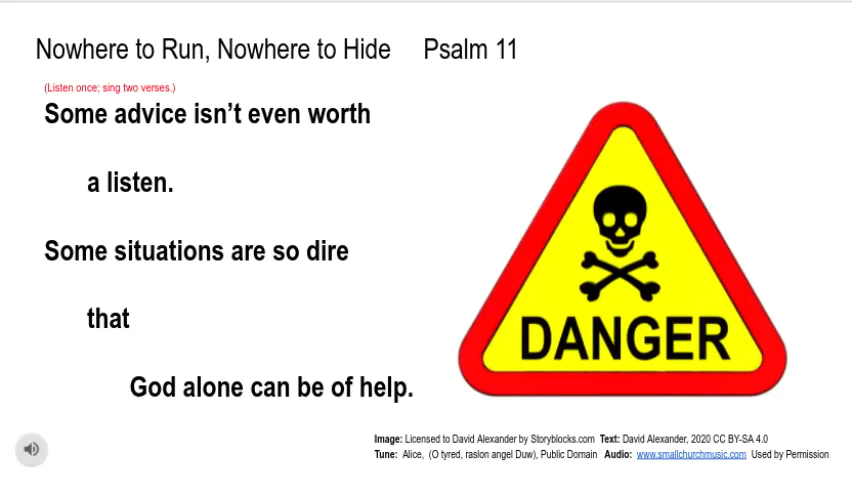 Nowhere to Run, Nowhere to Hide Psalm 11
(Listen once; sing two verses.)
Some advice isn't even worth
a listen.
Some situations are so dire
that
God alone can be of help.
DANGER
Image: Licensed to David Alexander by Storyblocks.com Text: David Alexander, 2020 CC BY-SA 4.0
Tune: Alice, (O tyred, raslon angel Duw), Public Domain Audio: www.smallchurchmusic.com Used by Permission